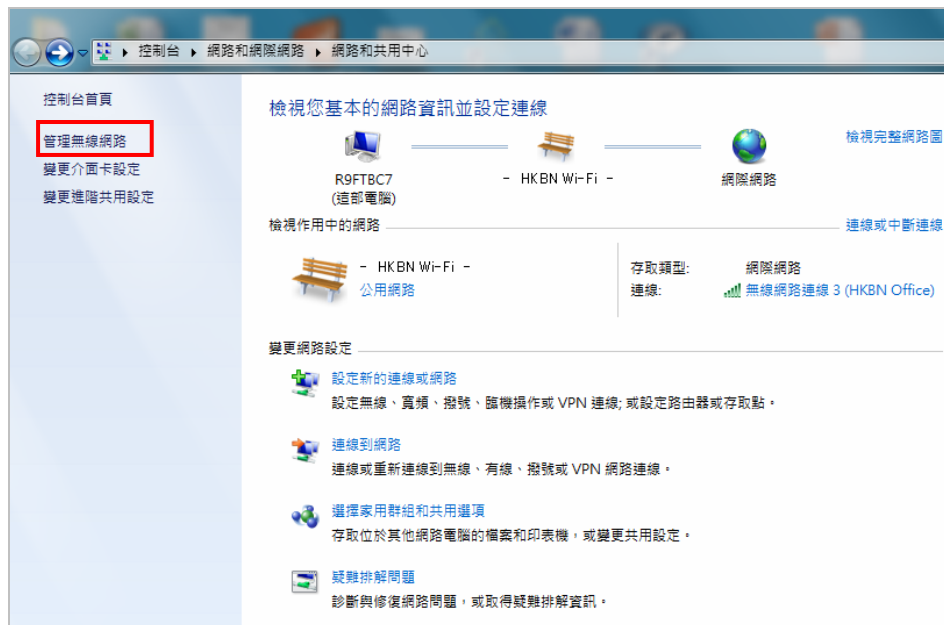 控制台 ▸ 網路和網際網路 ▸ 網路和共用中心
控制台首頁
管理無線網路
變更介面卡設定
變更進階共用設定
檢視您基本的網路資訊並設定連線
檢視完整網路圖
R9FTBC7
(這部電腦)
- HKBN Wi-Fi -
網際網路
檢視作用中的網路
連線或中斷連線
- HKBN Wi-Fi -
公用網路
存取類型: 網際網路
連線: 無線網路連線 3 (HKBN Office)
變更網路設定
設定新的連線或網路
設定無線、寬頻、撥號、臨機操作或 VPN 連線; 或設定路由器或存取點。
連線到網路
連線或重新連線到無線、有線、撥號或 VPN 網路連線。
選擇家用群組和共用選項
存取位於其他網路電腦的檔案和印表機，或變更共用設定。
疑難排解問題
診斷與修復網路問題，或取得疑難排解資訊。